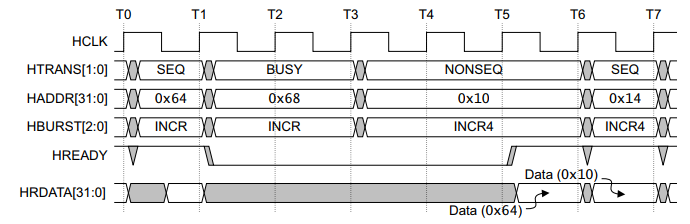 T0 T1 T2 T3 T4 T5 T6 T7
HCLK
HTRANS[1:0] SEQ BUSY NONSEQ SEQ
HADDR[31:0] 0x64 0x68 0x10 0x14
HBURST[2:0] INCR INCR INCR4 INCR4
HREADY
Data (0x10)
HRDATA[31:0]
Data (0x64)